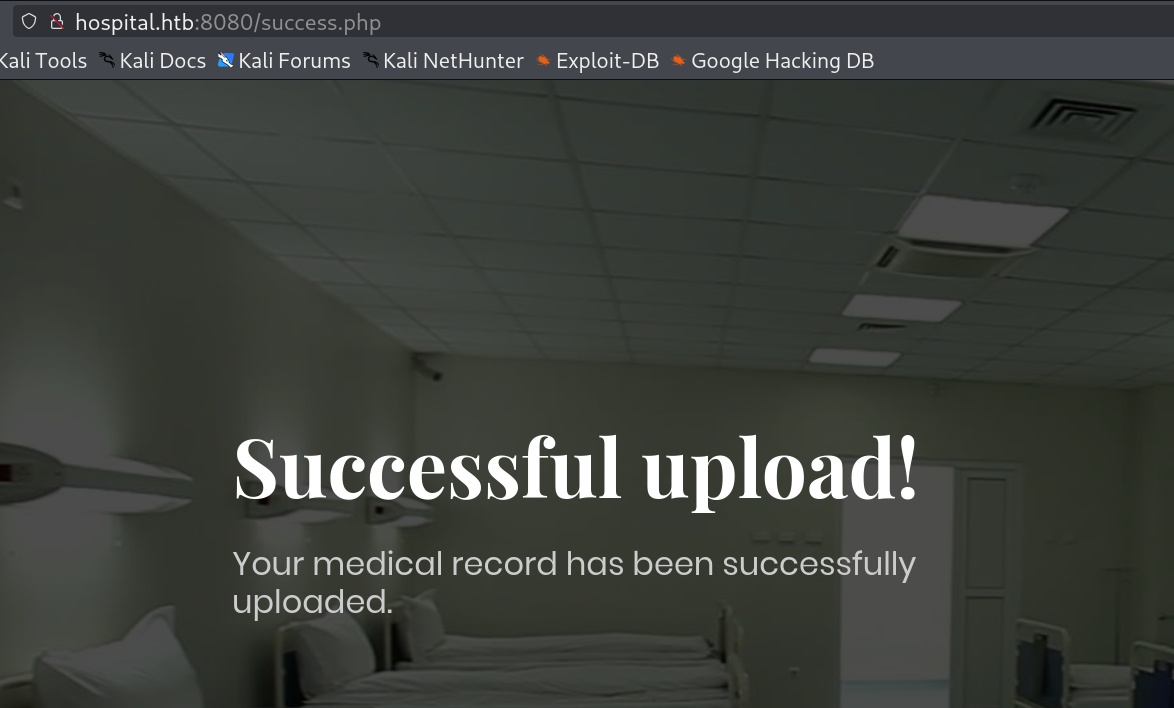 hospital.htb:8080/success.php
Kali Tools Kali Docs Kali Forums Kali NetHunter Exploit-DB Google Hacking DB
Successful upload!
Your medical record has been successfully
uploaded.